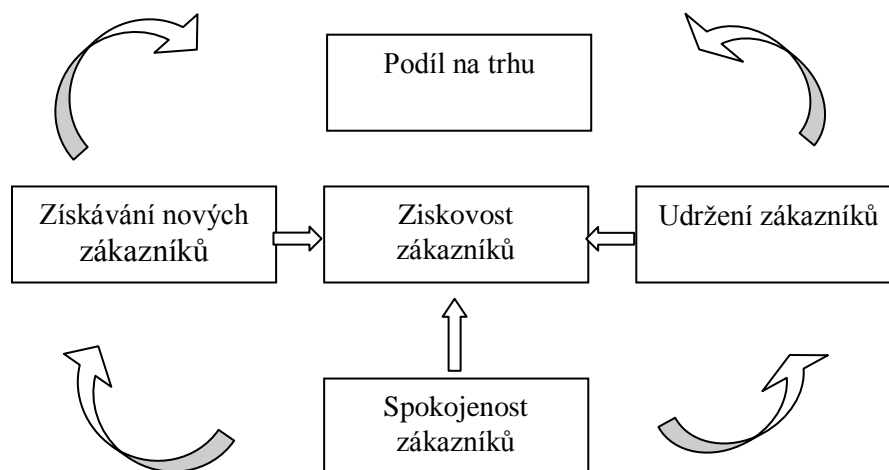 Podíl na trhu
Získávání nových
zákazníků
Ziskovost
zákazníků
Udržení zákazníků
Spokojenost
zákazníků